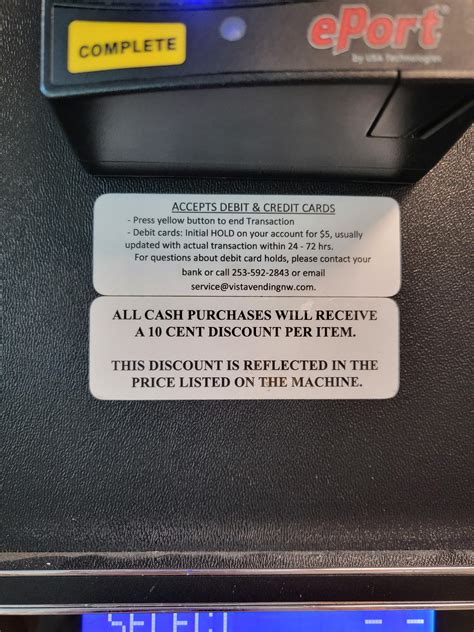 COMPLETE
ePort
by USA Technologies
ACCEPTS DEBIT & CREDIT CARDS
- Press yellow button to end Transaction
- Debit cards: Initial HOLD on your account for $5, usually
updated with actual transaction within 24 - 72 hrs.
For questions about debit card holds, please contact your
bank or call 253-592-2843 or email
service@vistavendingnw.com.
ALL CASH PURCHASES WILL RECEIVE
A 10 CENT DISCOUNT PER ITEM.
THIS DISCOUNT IS REFLECTED IN THE
PRICE LISTED ON THE MACHINE.
SELECT